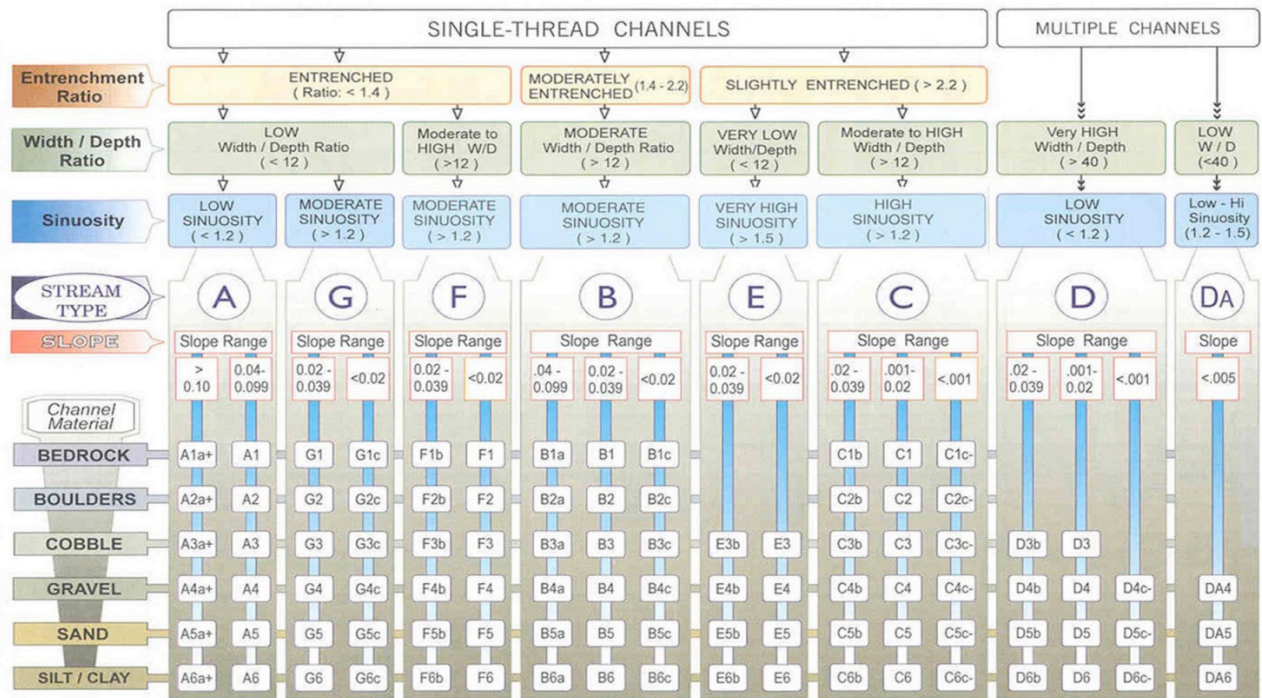 SINGLE-THREAD CHANNELS
MULTIPLE CHANNELS
Entrenchment
Ratio
ENTRENCHED
( Ratio: < 1.4 )
MODERATELY
ENTRENCHED (1.4 - 2.2)
SLIGHTLY ENTRENCHED ( > 2.2 )
Width / Depth
Ratio
LOW
Width / Depth Ratio
( < 12 )
Moderate to
HIGH W/D
( >12 )
MODERATE
Width / Depth Ratio
( > 12 )
VERY LOW
Width/Depth
( < 12 )
Moderate to HIGH
Width / Depth
( > 12 )
Very HIGH
Width / Depth
( > 40 )
LOW
W / D
( <40 )
Sinuosity
LOW
SINUOSITY
( < 1.2 )
MODERATE
SINUOSITY
( > 1.2 )
MODERATE
SINUOSITY
( > 1.2 )
MODERATE
SINUOSITY
( > 1.2 )
VERY HIGH
SINUOSITY
( > 1.5 )
HIGH
SINUOSITY
( > 1.2 )
LOW
SINUOSITY
( < 1.2 )
Low - Hi
Sinuosity
(1.2 - 1.5)
STREAM
TYPE
A G F B E C D DA
SLOPE
Slope Range Slope Range Slope Range Slope Range Slope Range Slope Range Slope Range Slope
> 0.10
0.04-
0.099
0.02 -
0.039
<0.02
0.02 -
0.039
<0.02
.04 -
0.099
0.02 -
0.039
<0.02
0.02 -
0.039
<0.02
.02 -
0.039
.001-
0.02
<.001
.02 -
0.039
.001-
0.02
<.001
<.005
Channel
Material
BEDROCK A1a+ A1 G1 G1c F1b F1 B1a B1 B1c C1b C1 C1c-
BOULDERS A2a+ A2 G2 G2c F2b F2 B2a B2 B2c C2b C2 C2c-
COBBLE A3a+ A3 G3 G3c F3b F3 B3a B3 B3c E3b E3 C3b C3 C3c- D3b D3
GRAVEL A4a+ A4 G4 G4c F4b F4 B4a B4 B4c E4b E4 C4b C4 C4c- D4b D4 D4c- DA4
SAND A5a+ A5 G5 G5c F5b F5 B5a B5 B5c E5b E5 C5b C5 C5c- D5b D5 D5c- DA5
SILT / CLAY A6a+ A6 G6 G6c F6b F6 B6a B6 B6c E6b E6 C6b C6 C6c- D6b D6 D6c- DA6